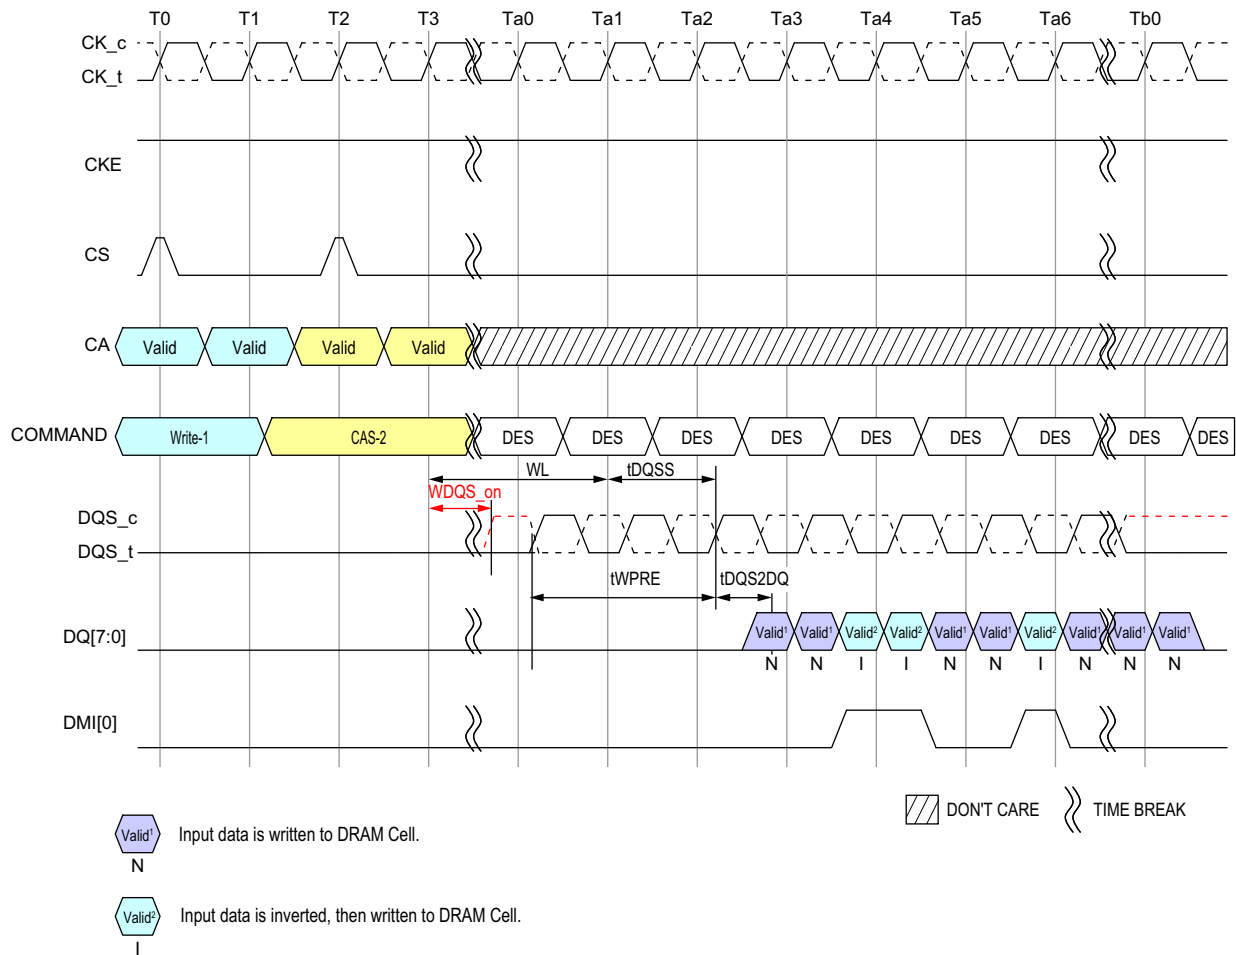 T0 T1 T2 T3 Ta0 Ta1 Ta2 Ta3 Ta4 Ta5 Ta6 Tb0
CK_c
CK_t
CKE
CS
CA Valid Valid Valid Valid
COMMAND Write-1 CAS-2 DES DES DES DES DES DES DES DES DES
WL tDQSS
WDQS_on
DQS_c
DQS_t
tWPRE tDQS2DQ
DQ[7:0] Valid¹ Valid¹ Valid² Valid² Valid¹ Valid¹ Valid² Valid¹ Valid¹ Valid¹
N N I I N N I N N N
DMI[0]
DON'T CARE TIME BREAK
Valid¹ Input data is written to DRAM Cell.
N
Valid² Input data is inverted, then written to DRAM Cell.
I